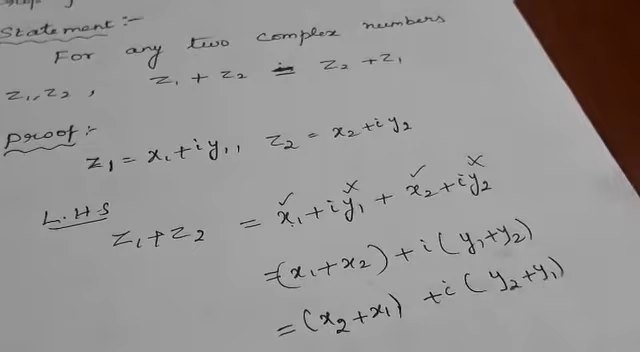 Statement :-
For any two complex numbers
z₁, z₂ , z₁ + z₂ = z₂ + z₁
Proof :-
z₁ = x₁ + iy₁, z₂ = x₂ + iy₂
L.H.S
z₁ + z₂ = x₁ + iy₁ + x₂ + iy₂
= (x₁ + x₂) + i(y₁ + y₂)
= (x₂ + x₁) + i(y₂ + y₁)